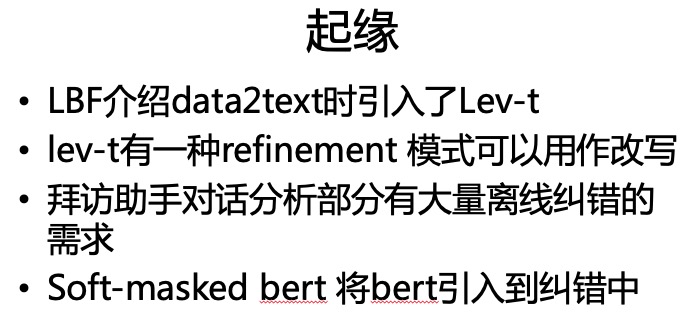 起缘
• LBF介绍data2text时引入了Lev-t
• lev-t有一种refinement 模式可以用作改写
• 拜访助手对话分析部分有大量离线纠错的
需求
• Soft-masked bert 将bert引入到纠错中